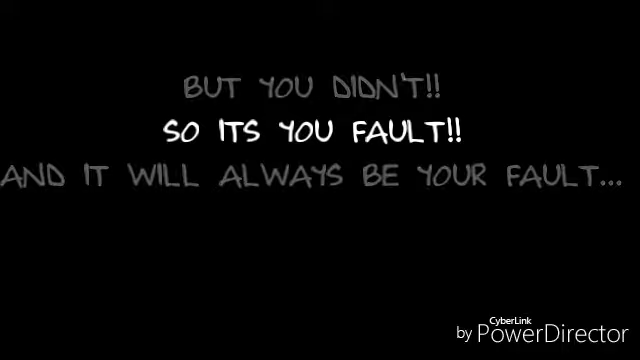 BUT YOU DIDN'T!!
SO ITS YOU FAULT!!
AND IT WILL ALWAYS BE YOUR FAULT...
CyberLink
by PowerDirector